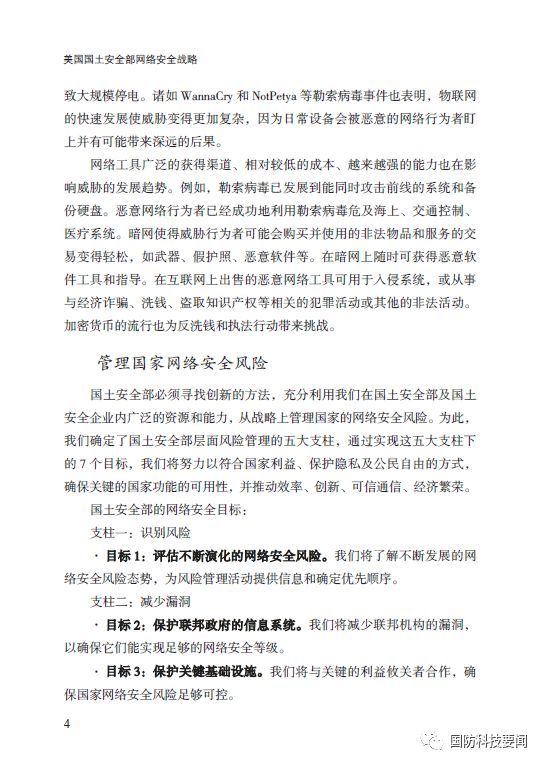 美国国土安全部网络安全战略
致大规模停电。诸如 WannaCry 和 NotPetya 等勒索病毒事件也表明，物联网
的快速发展使威胁变得更加复杂，因为日常设备会被恶意的网络行为者盯
上并有可能带来深远的后果。
网络工具广泛的获得渠道、相对较低的成本、越来越强的能力也在影
响威胁的发展趋势。例如，勒索病毒已发展到能同时攻击前线的系统和备
份硬盘。恶意网络行为者已经成功地利用勒索病毒危及海上、交通控制、
医疗系统。暗网使得威胁行为者可能会购买并使用的非法物品和服务的交
易变得轻松，如武器、假护照、恶意软件等。在暗网上随时可获得恶意软
件工具和指导。在互联网上出售的恶意网络工具可用于入侵系统，或从事
与经济诈骗、洗钱、盗取知识产权等相关的犯罪活动或其他的非法活动。
加密货币的流行也为反洗钱和执法行动带来挑战。
管理国家网络安全风险
国土安全部必须寻找创新的方法，充分利用我们在国土安全部及国土
安全企业内广泛的资源和能力，从战略上管理国家的网络安全风险。为此，
我们确定了国土安全部层面风险管理的五大支柱，通过实现这五大支柱下
的 7 个目标，我们将努力以符合国家利益、保护隐私及公民自由的方式，
确保关键的国家功能的可用性，并推动效率、创新、可信通信、经济繁荣。
国土安全部的网络安全目标：
支柱一：识别风险
· 目标 1：评估不断演化的网络安全风险。我们将了解不断发展的网
络安全风险态势，为风险管理活动提供信息和确定优先顺序。
支柱二：减少漏洞
· 目标 2：保护联邦政府的信息系统。我们将减少联邦机构的漏洞，
以确保它们能实现足够的网络安全等级。
· 目标 3：保护关键基础设施。我们将与关键的利益攸关者合作，确
保国家网络安全风险足够可控。
4
国防科技要闻